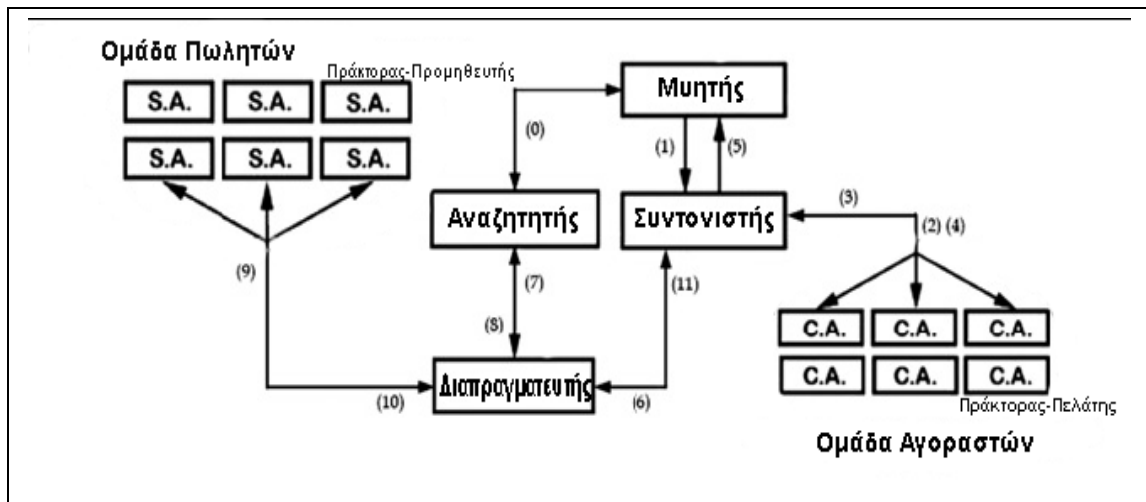 Ομάδα Πωλητών
Πράκτορας-Προμηθευτής
S.A. S.A. S.A.
S.A. S.A. S.A.
Μυητής
(0)
(1) (5)
Αναζητητής
Συντονιστής
(3)
(2) (4)
(9)
(7)
(11)
(8)
C.A. C.A. C.A.
C.A. C.A. C.A.
Διαπραγματευτής
(10)
(6)
Πράκτορας-Πελάτης
Ομάδα Αγοραστών